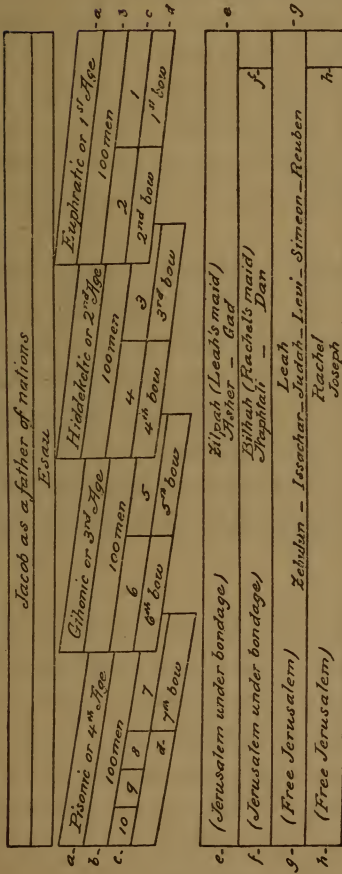 Jacob as a father of nations
Esau
a- Pisonic or 4th Age Gihonic or 3rd Age Hiddekelic or 2nd Age Euphratic or 1st Age -a
b- 100 men 100 men 100 men 100 men -3
c- 10 9 8 7 6 5 4 3 2 1 -c
d. 7th bow 6th bow 5th bow 4th bow 3rd bow 2nd bow 1st bow -d
e- (Jerusalem under bondage) Zilpah (Leah's maid) -e
Asher - Gad
f- (Jerusalem under bondage) Bilhah (Rachel's maid) f-
Naphtali - Dan
g- (Free Jerusalem) Leah -g
Zebulun - Issachar - Judah - Levi - Simeon - Reuben
h- (Free Jerusalem) Rachel h-
Joseph